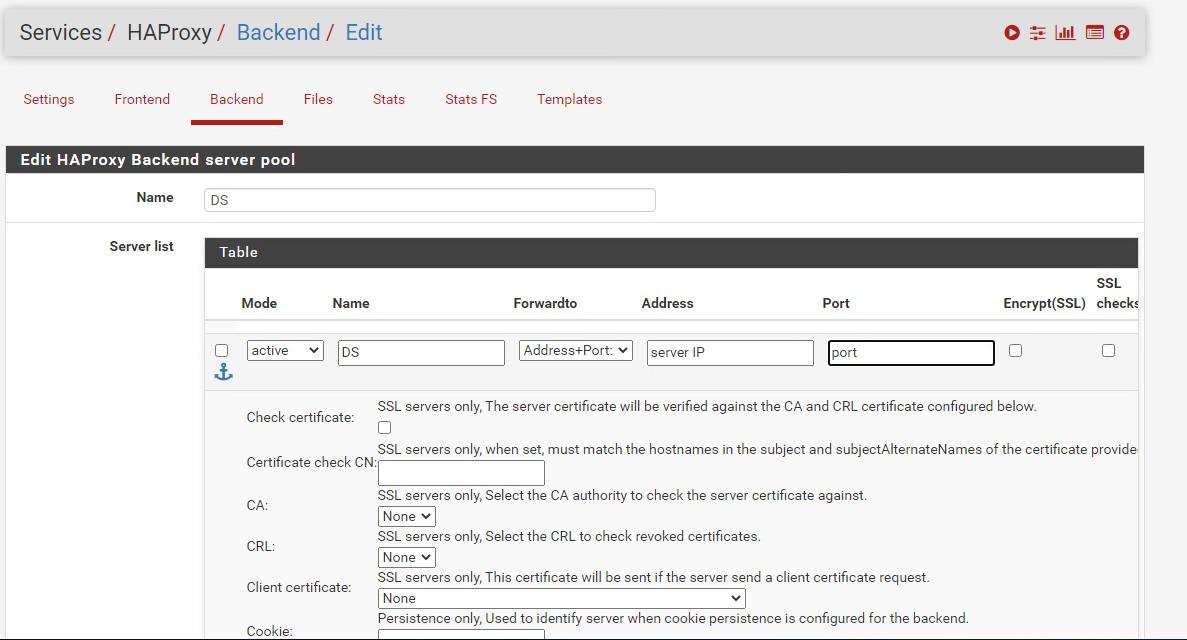 Services / HAProxy / Backend / Edit
Settings Frontend Backend Files Stats Stats FS Templates
Edit HAProxy Backend server pool
Name DS
Server list
Table
Mode Name Forwardto Address Port Encrypt(SSL) SSL checks
active DS Address+Port: server IP port
SSL servers only, The server certificate will be verified against the CA and CRL certificate configured below.
Check certificate:
SSL servers only, when set, must match the hostnames in the subject and subjectAlternateNames of the certificate provide
Certificate check CN:
SSL servers only, Select the CA authority to check the server certificate against.
CA:
None
SSL servers only, Select the CRL to check revoked certificates.
CRL:
None
SSL servers only, This certificate will be sent if the server send a client certificate request.
Client certificate:
None
Persistence only, Used to identify server when cookie persistence is configured for the backend.
Cookie: